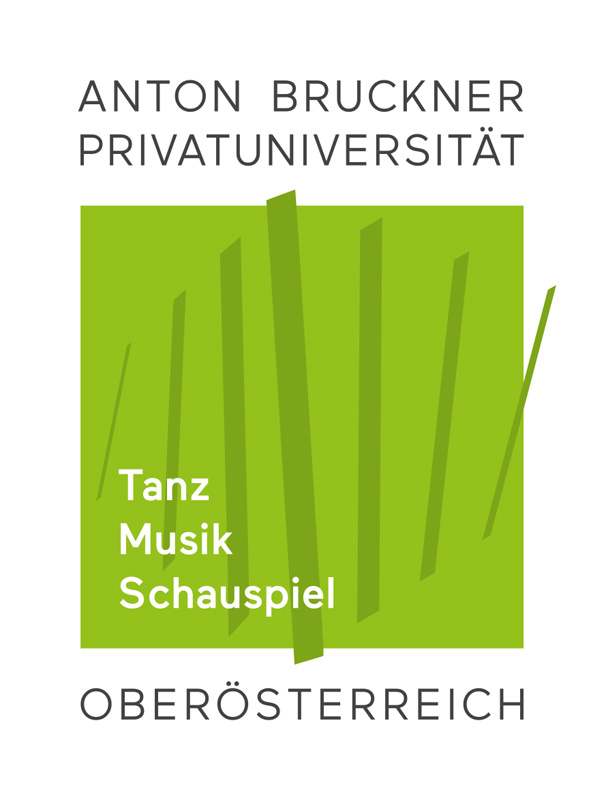 ANTON BRUCKNER
PRIVATUNIVERSITÄT
Tanz
Musik
Schauspiel
OBERÖSTERREICH